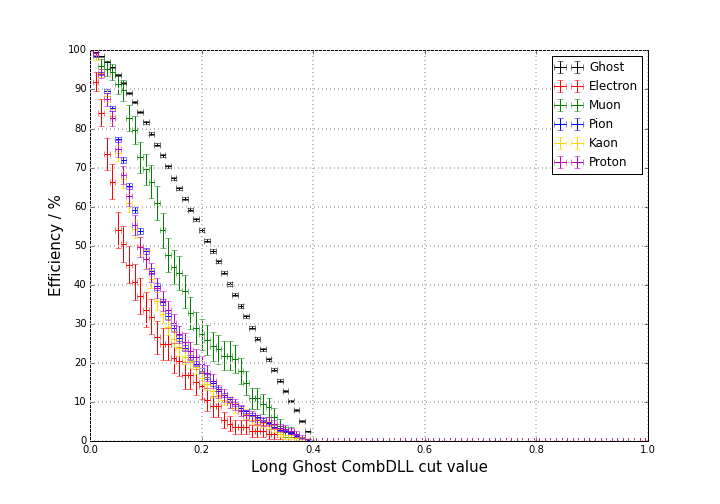 100
90
80
70
60
50
40
30
20
10
0
Efficiency / %
Ghost
Electron
Muon
Pion
Kaon
Proton
0.0 0.2 0.4 0.6 0.8 1.0
Long Ghost CombDLL cut value